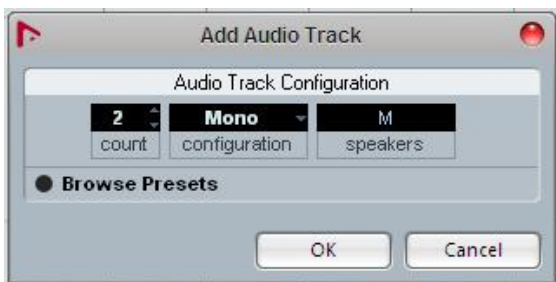 Add Audio Track
Audio Track Configuration
2 Mono M
count configuration speakers
Browse Presets
OK Cancel